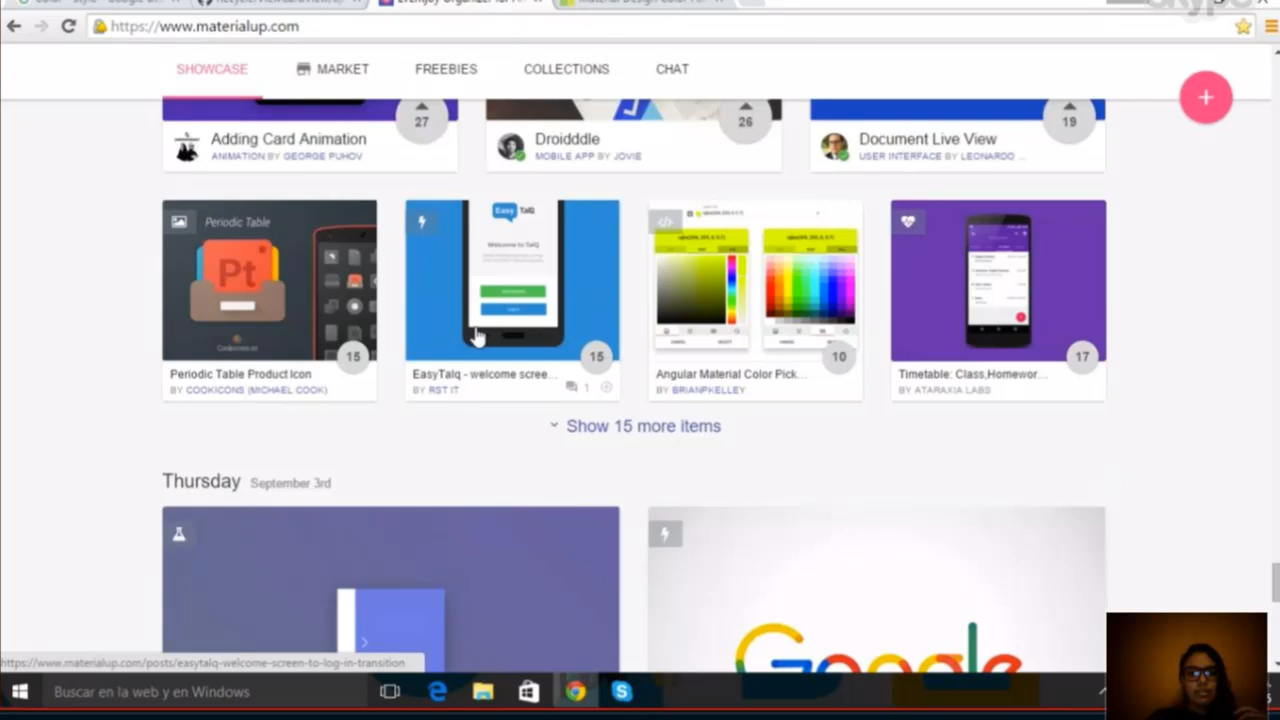 https://www.materialup.com
SHOWCASE
MARKET
FREEBIES
COLLECTIONS
CHAT
+
27
26
19
Adding Card Animation
ANIMATION BY GEORGE PUHOV
Droidddle
MOBILE APP BY JOVIE
Document Live View
USER INTERFACE BY LEONARDO ...
Periodic Table
Pt
Easy TalQ
Welcome to TalQ
15
15
10
17
Periodic Table Product Icon
BY COOKICONS (MICHAEL COOK)
EasyTalq - welcome scree...
BY RST IT
1
Angular Material Color Pick...
BY BRIANPKELLEY
Timetable: Class,Homewor...
BY ATARAXIA LABS
Show 15 more items
Thursday September 3rd
Google
https://www.materialup.com/posts/easytalq-welcome-screen-to-log-in-transition
Buscar en la web y en Windows